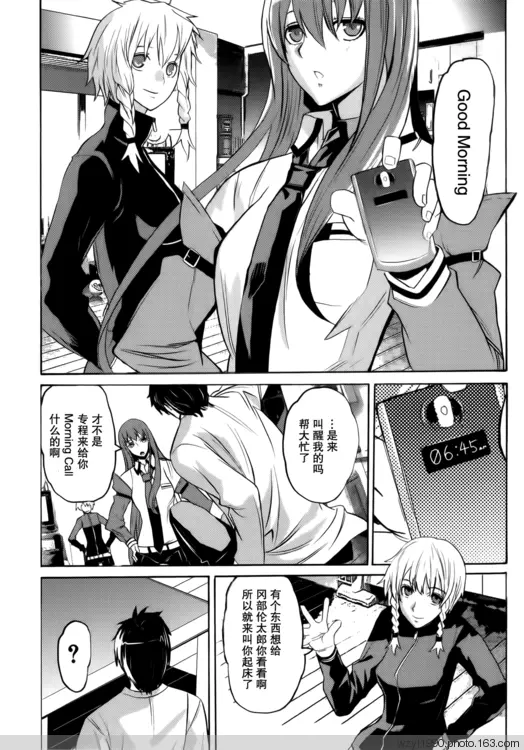 Good Morning
06:45
…是来
叫醒我的吗
帮大忙了
才不是
专程来给你
Morning Call
什么的啊
有个东西想给
冈部伦太郎你看看啊
所以就来叫你起床了
？